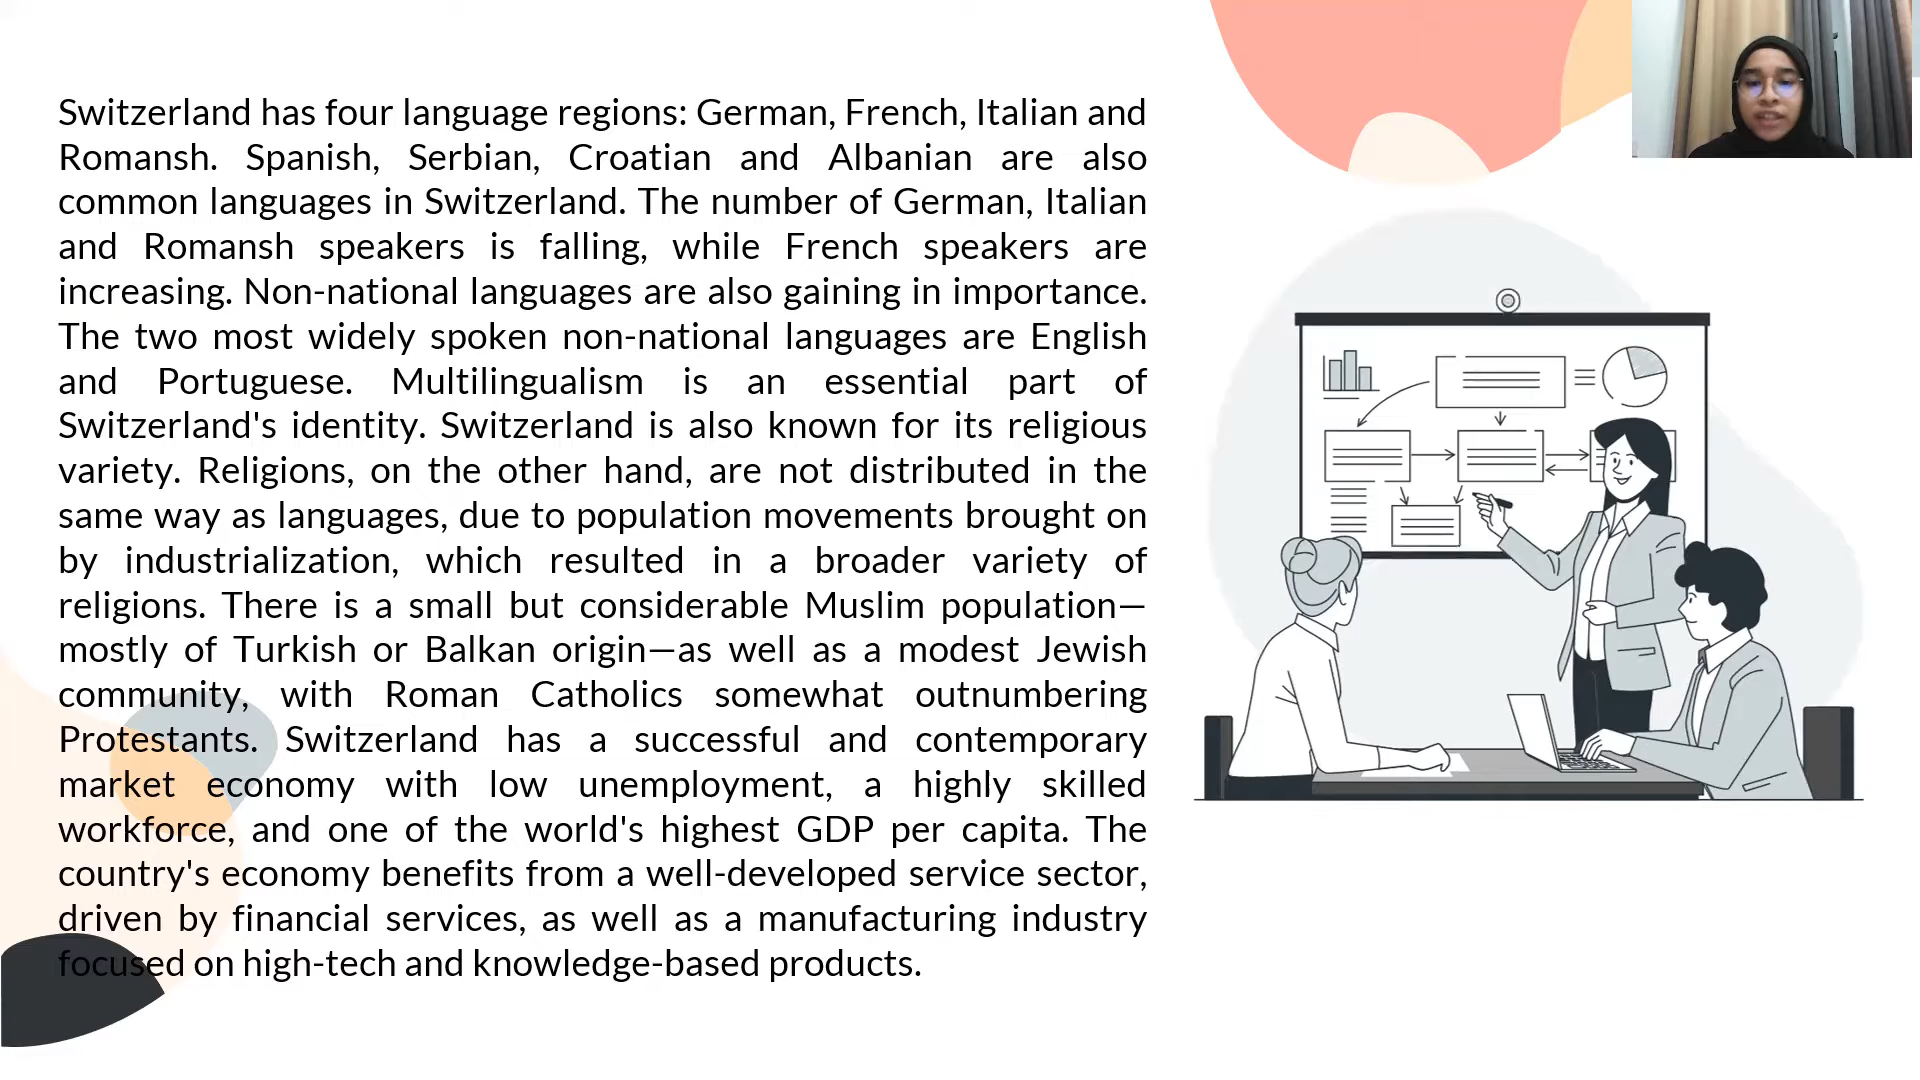 Switzerland has four language regions: German, French, Italian and
Romansh. Spanish, Serbian, Croatian and Albanian are also
common languages in Switzerland. The number of German, Italian
and Romansh speakers is falling, while French speakers are
increasing. Non-national languages are also gaining in importance.
The two most widely spoken non-national languages are English
and Portuguese. Multilingualism is an essential part of
Switzerland's identity. Switzerland is also known for its religious
variety. Religions, on the other hand, are not distributed in the
same way as languages, due to population movements brought on
by industrialization, which resulted in a broader variety of
religions. There is a small but considerable Muslim population—
mostly of Turkish or Balkan origin—as well as a modest Jewish
community, with Roman Catholics somewhat outnumbering
Protestants. Switzerland has a successful and contemporary
market economy with low unemployment, a highly skilled
workforce, and one of the world's highest GDP per capita. The
country's economy benefits from a well-developed service sector,
driven by financial services, as well as a manufacturing industry
focused on high-tech and knowledge-based products.